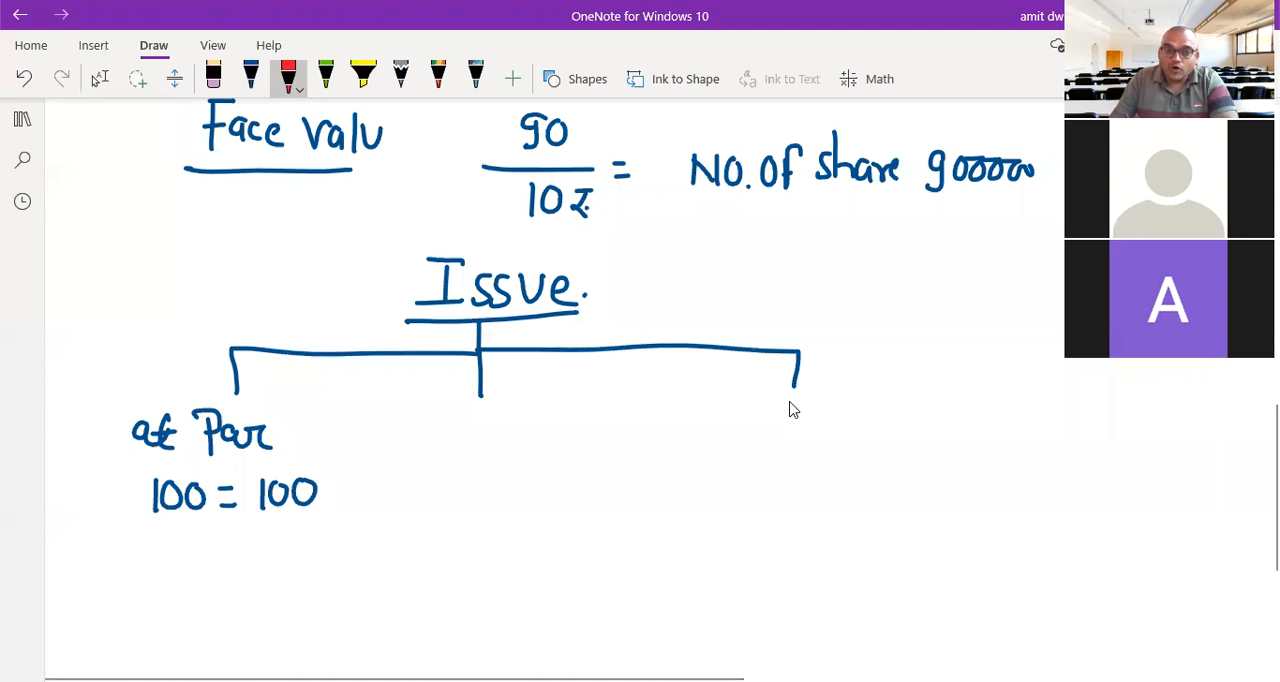 OneNote for Windows 10
amit dw
Home Insert Draw View Help
Shapes Ink to Shape Ink to Text Math
Face Valu 90
10 = No. of share
Issue.
at Par
100 = 100
A